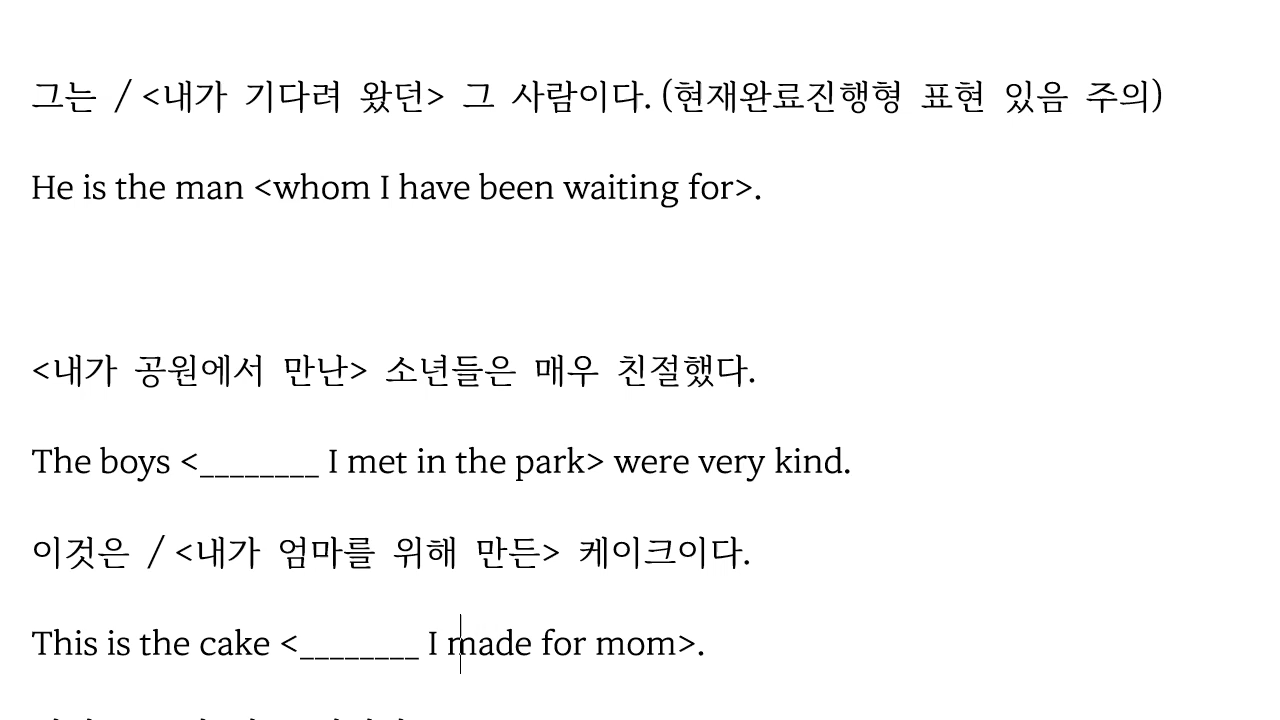 그는 / <내가 기다려 왔던> 그 사람이다. (현재완료진행형 표현 있음 주의)
He is the man <whom I have been waiting for>.
<내가 공원에서 만난> 소년들은 매우 친절했다.
The boys <________ I met in the park> were very kind.
이것은 / <내가 엄마를 위해 만든> 케이크이다.
This is the cake <________ I made for mom>.